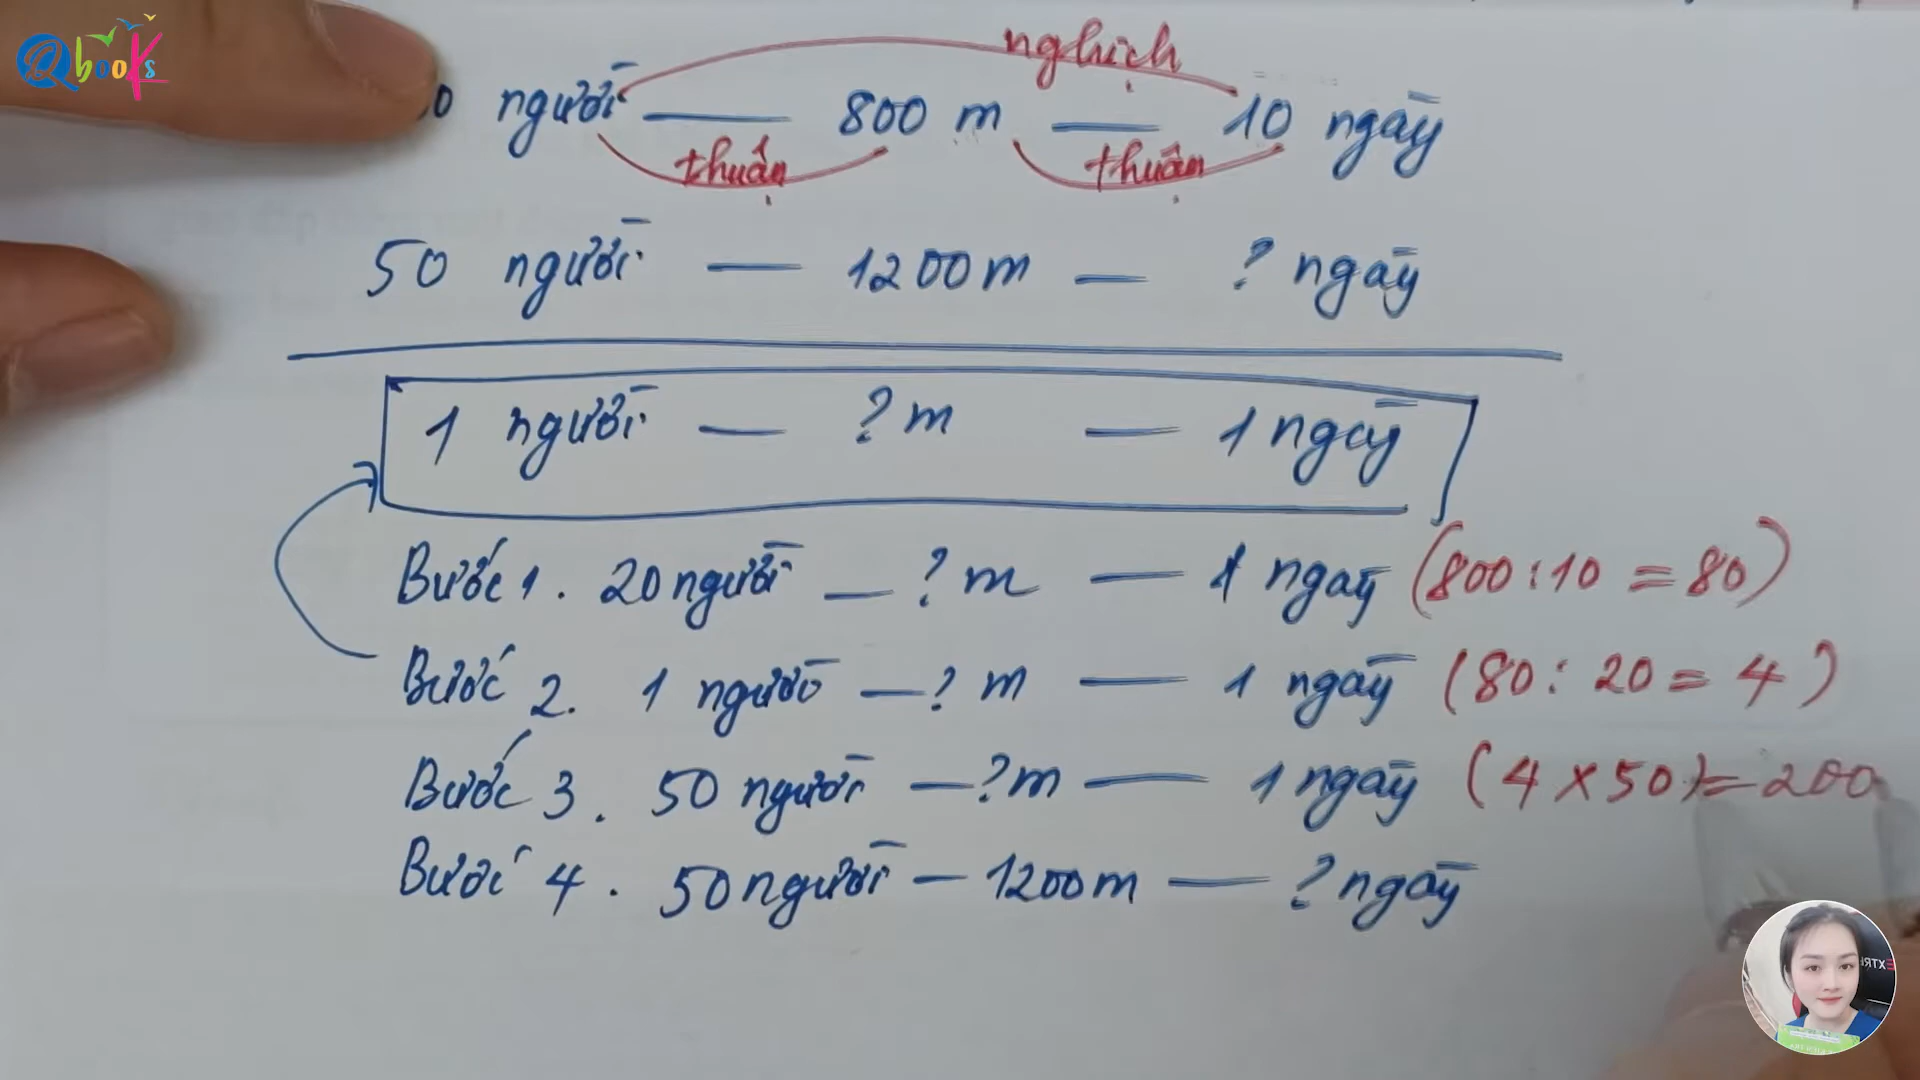 Qbooks
nghịch
0 người — 800 m — 10 ngày
thuận thuận
50 người — 1200m — ? ngày
1 người — ? m — 1 ngày
Bước 1. 20 người — ? m — 1 ngày (800 : 10 = 80)
Bước 2. 1 người — ? m — 1 ngày (80 : 20 = 4)
Bước 3. 50 người — ? m — 1 ngày (4 x 50) = 200
Bước 4. 50 người — 1200m — ? ngày